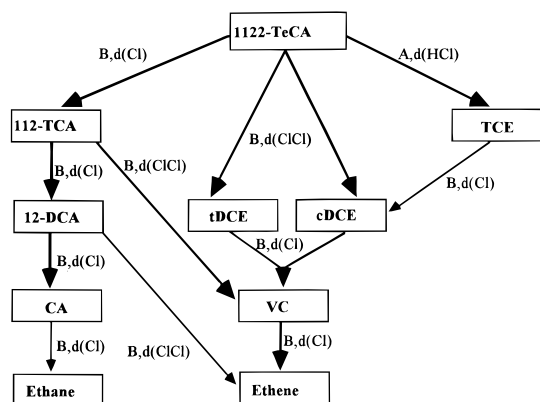 1122-TeCA
B,d(Cl)
A,d(HCl)
112-TCA
TCE
B,d(ClCl)
B,d(Cl)
B,d(ClCl)
B,d(Cl)
12-DCA
tDCE
cDCE
B,d(Cl)
B,d(Cl)
CA
VC
B,d(Cl)
B,d(ClCl)
B,d(Cl)
Ethane
Ethene